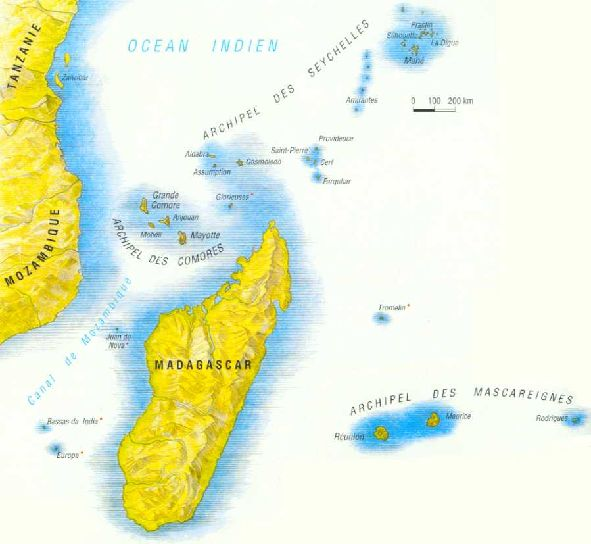 TANZANIE
OCEAN INDIEN
Praslin
Silhouette
La Digue
Mahé
Zanzibar
ARCHIPEL DES SEYCHELLES
Amirantes
0 100 200 km
Providence
Saint-Pierre
Cerf
Farquhar
Aldabra
Cosmoledo
Assumption
Grande
Comore
Glorieuses *
Anjouan
Mohéli
Mayotte
ARCHIPEL DES COMORES
MOZAMBIQUE
Canal de Mozambique
Juan de
Nova *
Tromelin *
MADAGASCAR
ARCHIPEL DES MASCAREIGNES
Maurice
Rodrigues
Réunion
Bassas da India *
Europa *